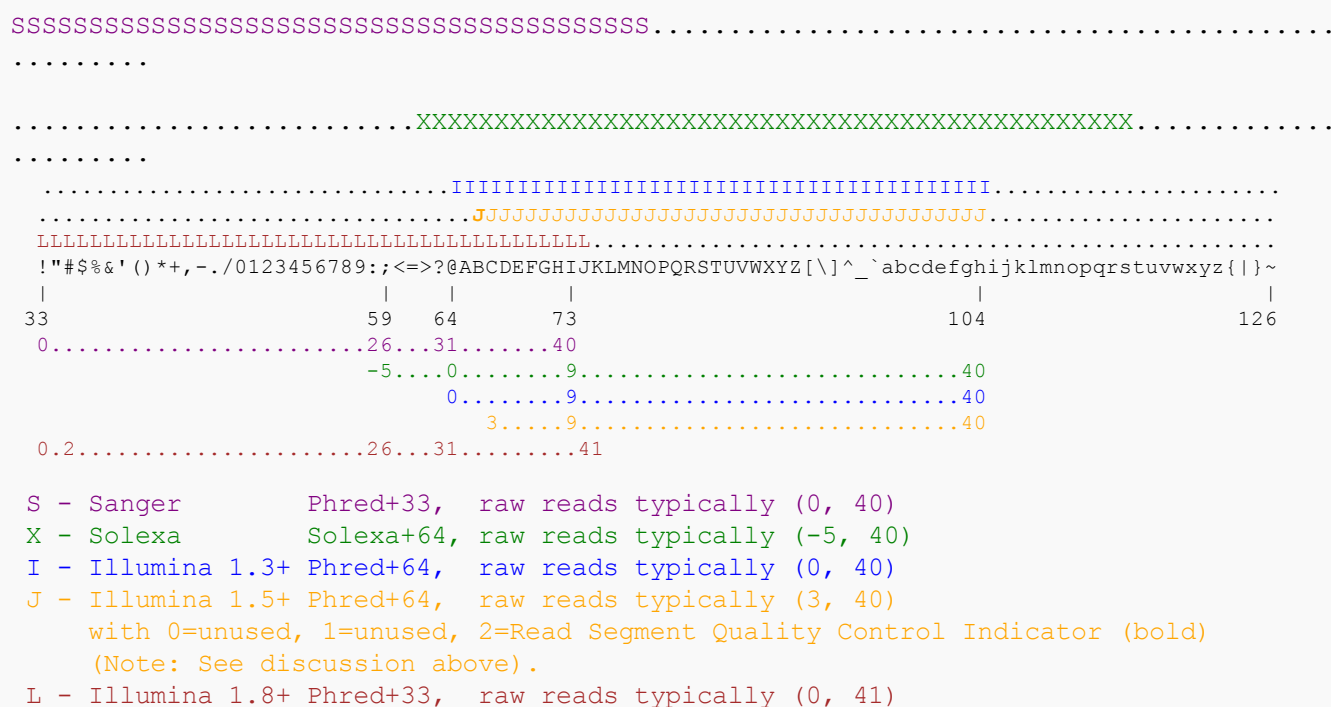 SSSSSSSSSSSSSSSSSSSSSSSSSSSSSSSSSSSSSSSSS............................................
.........
..........................XXXXXXXXXXXXXXXXXXXXXXXXXXXXXXXXXXXXXXXXXXXXXX.............
.........
...............................IIIIIIIIIIIIIIIIIIIIIIIIIIIIIIIIIIIIIIIII......................
.................................JJJJJJJJJJJJJJJJJJJJJJJJJJJJJJJJJJJJJJJ......................
LLLLLLLLLLLLLLLLLLLLLLLLLLLLLLLLLLLLLLLLLL....................................................
!"#$%&'()*+,-./0123456789:;<=>?@ABCDEFGHIJKLMNOPQRSTUVWXYZ[\]^_`abcdefghijklmnopqrstuvwxyz{|}~
|                         |    |        |                              |                     |
33                        59   64       73                            104                   126
0........................26...31.......40
-5....0........9.............................40
0........9.............................40
3.....9.............................40
0.2......................26...31.........41
S - Sanger        Phred+33,  raw reads typically (0, 40)
X - Solexa        Solexa+64, raw reads typically (-5, 40)
I - Illumina 1.3+ Phred+64,  raw reads typically (0, 40)
J - Illumina 1.5+ Phred+64,  raw reads typically (3, 40)
with 0=unused, 1=unused, 2=Read Segment Quality Control Indicator (bold)
(Note: See discussion above).
L - Illumina 1.8+ Phred+33,  raw reads typically (0, 41)